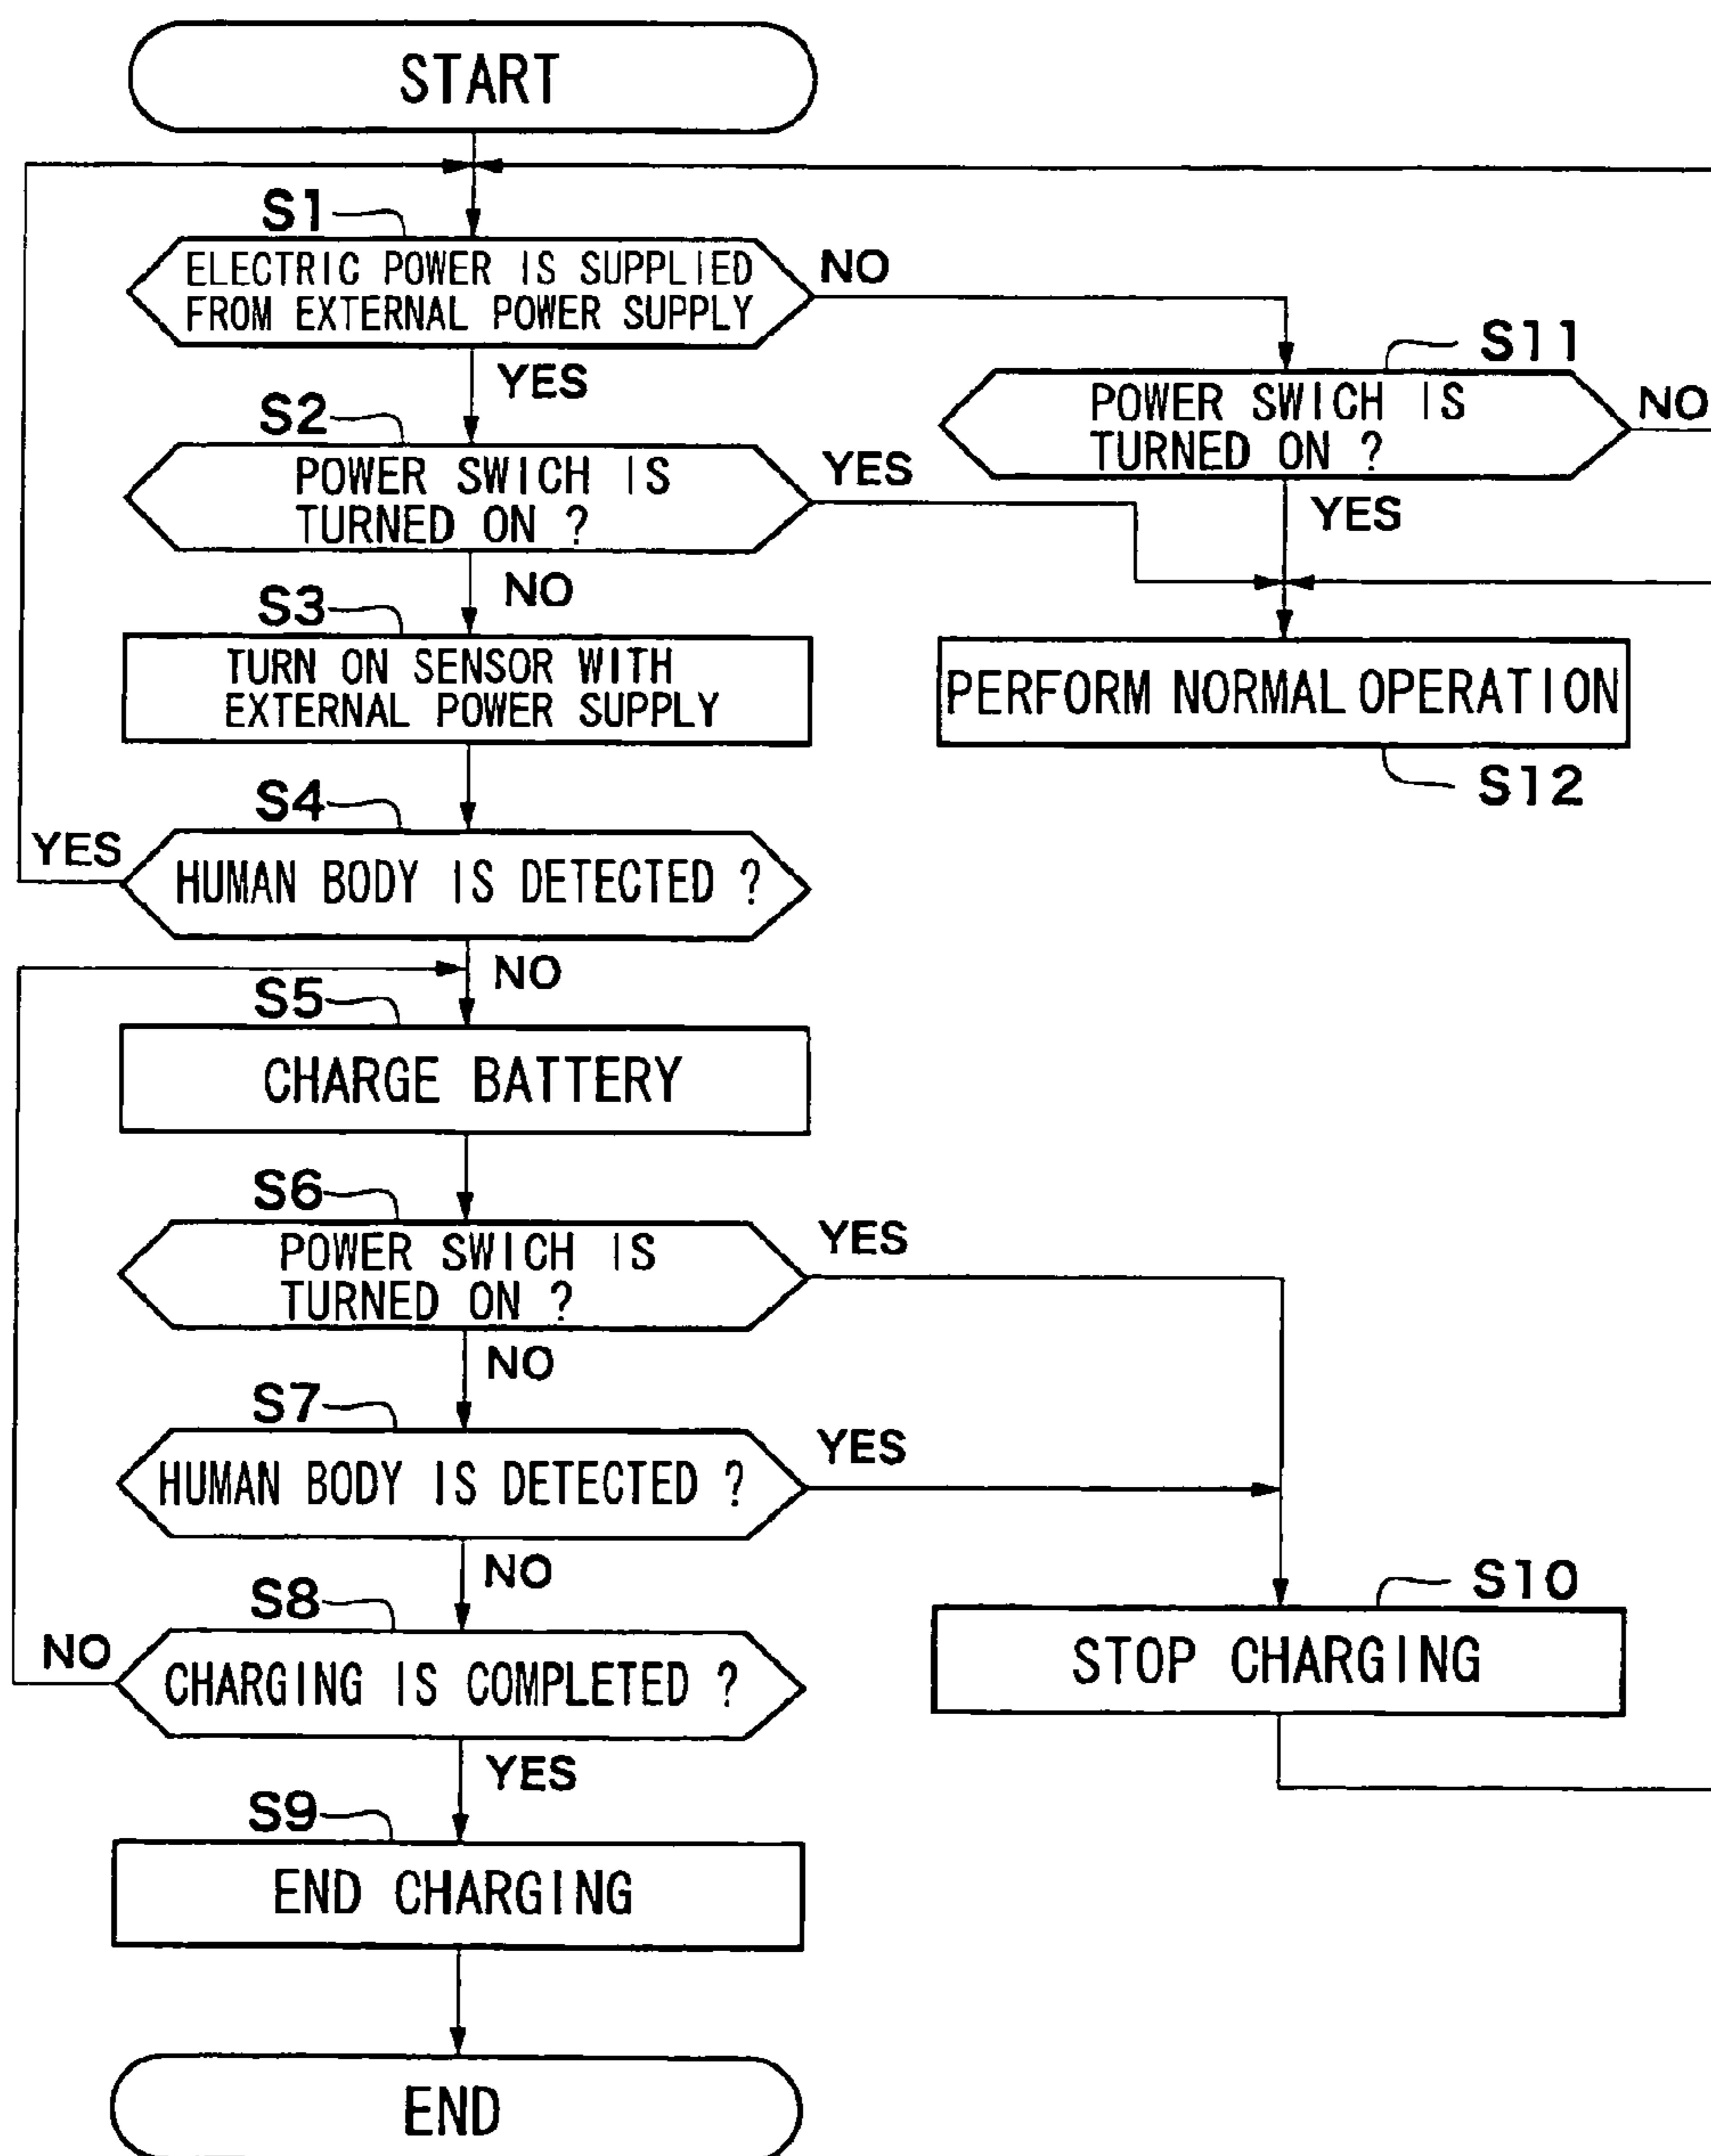 START
S1
ELECTRIC POWER IS SUPPLIED
FROM EXTERNAL POWER SUPPLY
NO
YES
S11
POWER SWICH IS
TURNED ON ?
NO
YES
S2
POWER SWICH IS
TURNED ON ?
YES
NO
S3
TURN ON SENSOR WITH
EXTERNAL POWER SUPPLY
PERFORM NORMAL OPERATION
S12
S4
YES
HUMAN BODY IS DETECTED ?
NO
S5
CHARGE BATTERY
S6
POWER SWICH IS
TURNED ON ?
YES
NO
S7
HUMAN BODY IS DETECTED ?
YES
NO
S8
NO
CHARGING IS COMPLETED ?
YES
S10
STOP CHARGING
S9
END CHARGING
END